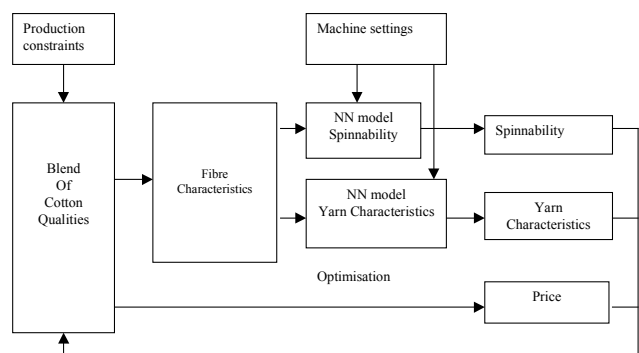 Production
constraints
Machine settings
NN model
Spinnability
Spinnability
Blend
Of
Cotton
Qualities
Fibre
Characteristics
NN model
Yarn Characteristics
Yarn
Characteristics
Optimisation
Price